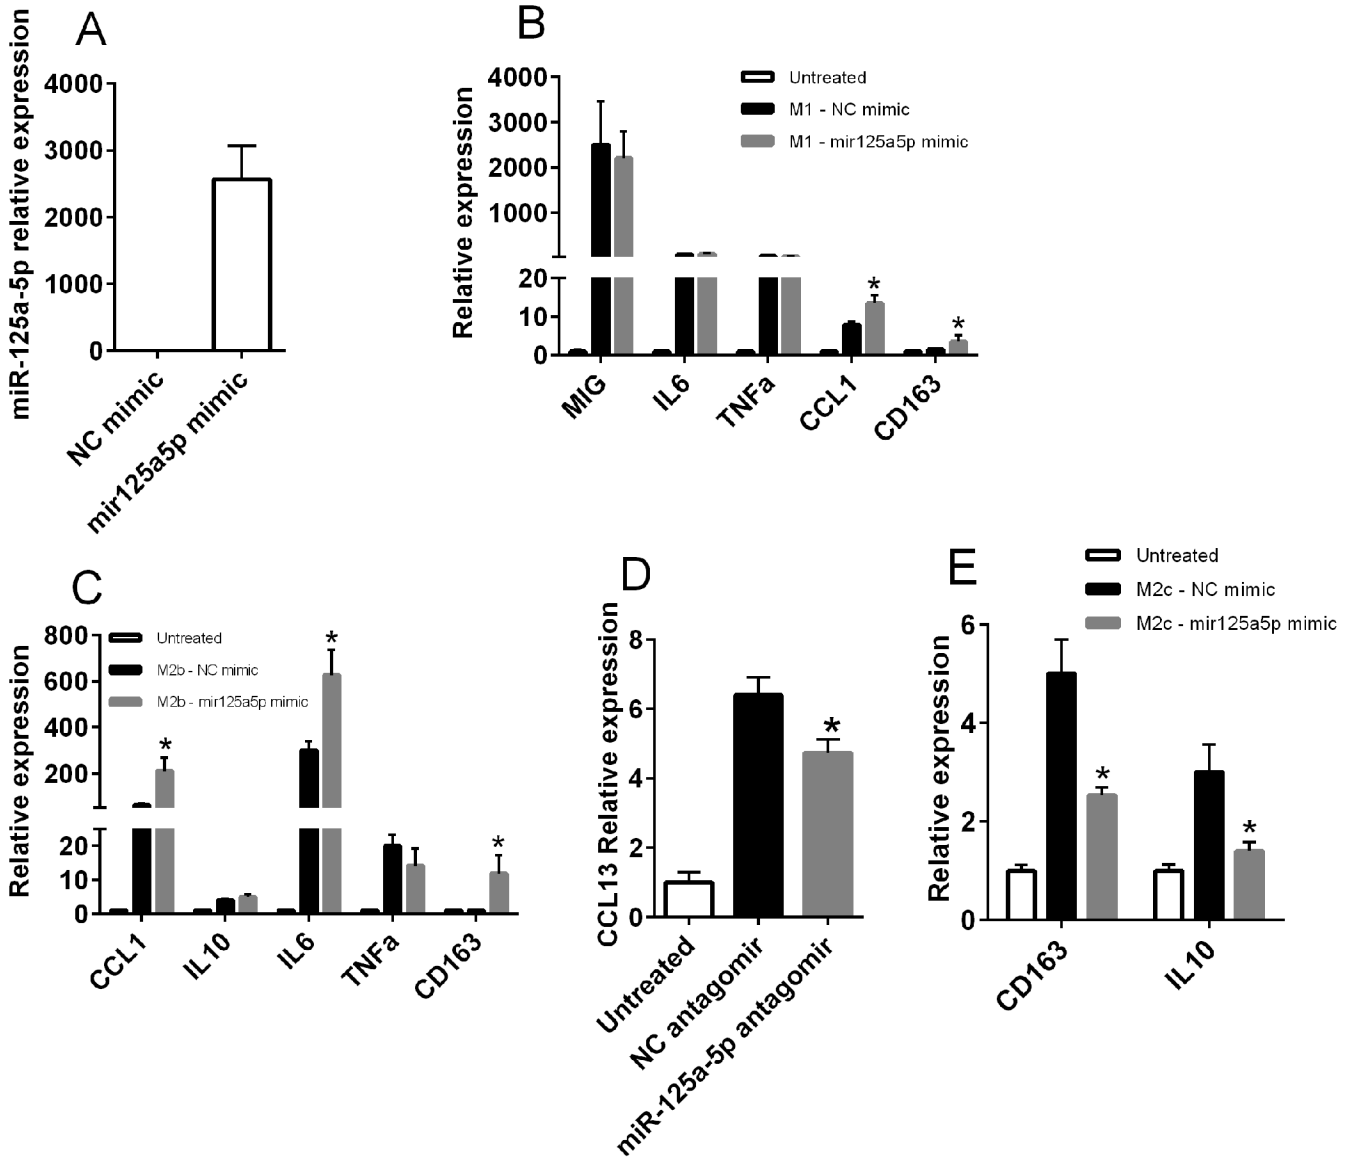 A
miR-125a-5p relative expression
4000
3000
2000
1000
0
NC mimic
mir125a5p mimic
B
Relative expression
4000
3000
2000
1000
20
10
0
Untreated
M1 - NC mimic
M1 - mir125a5p mimic
*
*
MIG
IL6
TNFa
CCL1
CD163
C
Relative expression
800
600
400
200
20
10
0
Untreated
M2b - NC mimic
M2b - mir125a5p mimic
*
*
*
CCL1
IL10
IL6
TNFa
CD163
D
CCL13 Relative expression
8
6
4
2
0
*
Untreated
NC antagomir
miR-125a-5p antagomir
E
Relative expression
6
4
2
0
Untreated
M2c - NC mimic
M2c - mir125a5p mimic
*
*
CD163
IL10